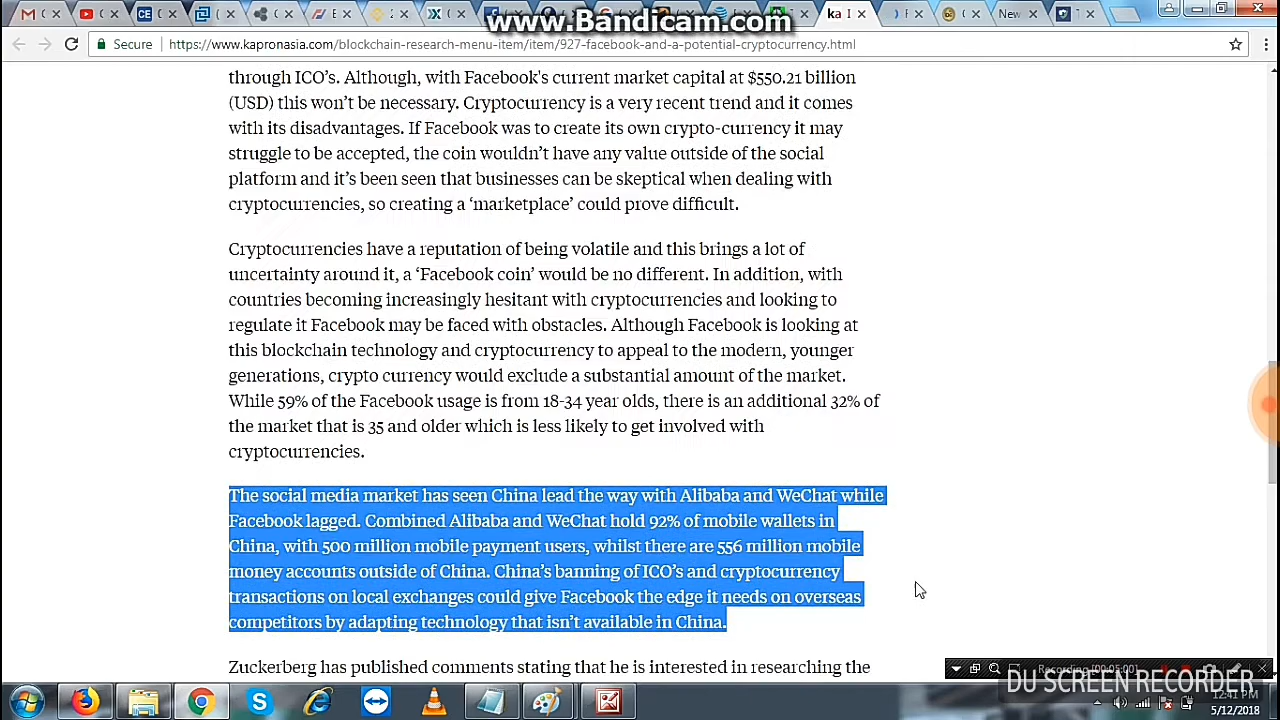 www.Bandicam.com
C
C
CE C
(
C
E
C
C
ka I
F
C
New
T
Secure
https://www.kapronasia.com/blockchain-research-menu-item/item/927-facebook-and-a-potential-cryptocurrency.html
through ICO’s. Although, with Facebook's current market capital at $550.21 billion
(USD) this won’t be necessary. Cryptocurrency is a very recent trend and it comes
with its disadvantages. If Facebook was to create its own crypto-currency it may
struggle to be accepted, the coin wouldn’t have any value outside of the social
platform and it’s been seen that businesses can be skeptical when dealing with
cryptocurrencies, so creating a ‘marketplace’ could prove difficult.
Cryptocurrencies have a reputation of being volatile and this brings a lot of
uncertainty around it, a ‘Facebook coin’ would be no different. In addition, with
countries becoming increasingly hesitant with cryptocurrencies and looking to
regulate it Facebook may be faced with obstacles. Although Facebook is looking at
this blockchain technology and cryptocurrency to appeal to the modern, younger
generations, crypto currency would exclude a substantial amount of the market.
While 59% of the Facebook usage is from 18-34 year olds, there is an additional 32% of
the market that is 35 and older which is less likely to get involved with
cryptocurrencies.
The social media market has seen China lead the way with Alibaba and WeChat while
Facebook lagged. Combined Alibaba and WeChat hold 92% of mobile wallets in
China, with 500 million mobile payment users, whilst there are 556 million mobile
money accounts outside of China. China’s banning of ICO’s and cryptocurrency
transactions on local exchanges could give Facebook the edge it needs on overseas
competitors by adapting technology that isn’t available in China.
Zuckerberg has published comments stating that he is interested in researching the
Recording [00:05:00]
DU SCREEN RECORDER
12:41 PM
5/12/2018